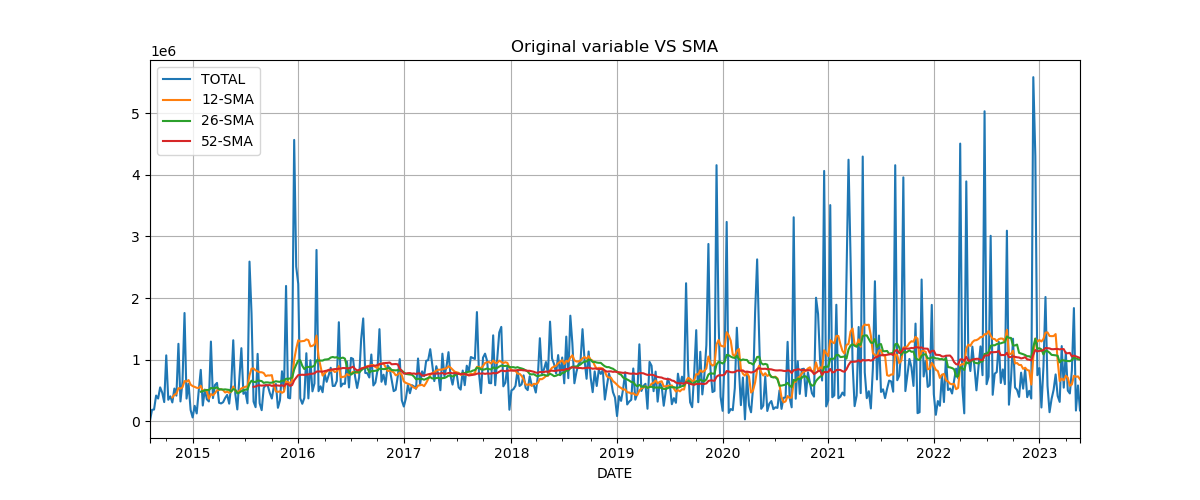 Original variable VS SMA
1e6
TOTAL
12-SMA
26-SMA
52-SMA
5
4
3
2
1
0
2015 2016 2017 2018 2019 2020 2021 2022 2023
DATE